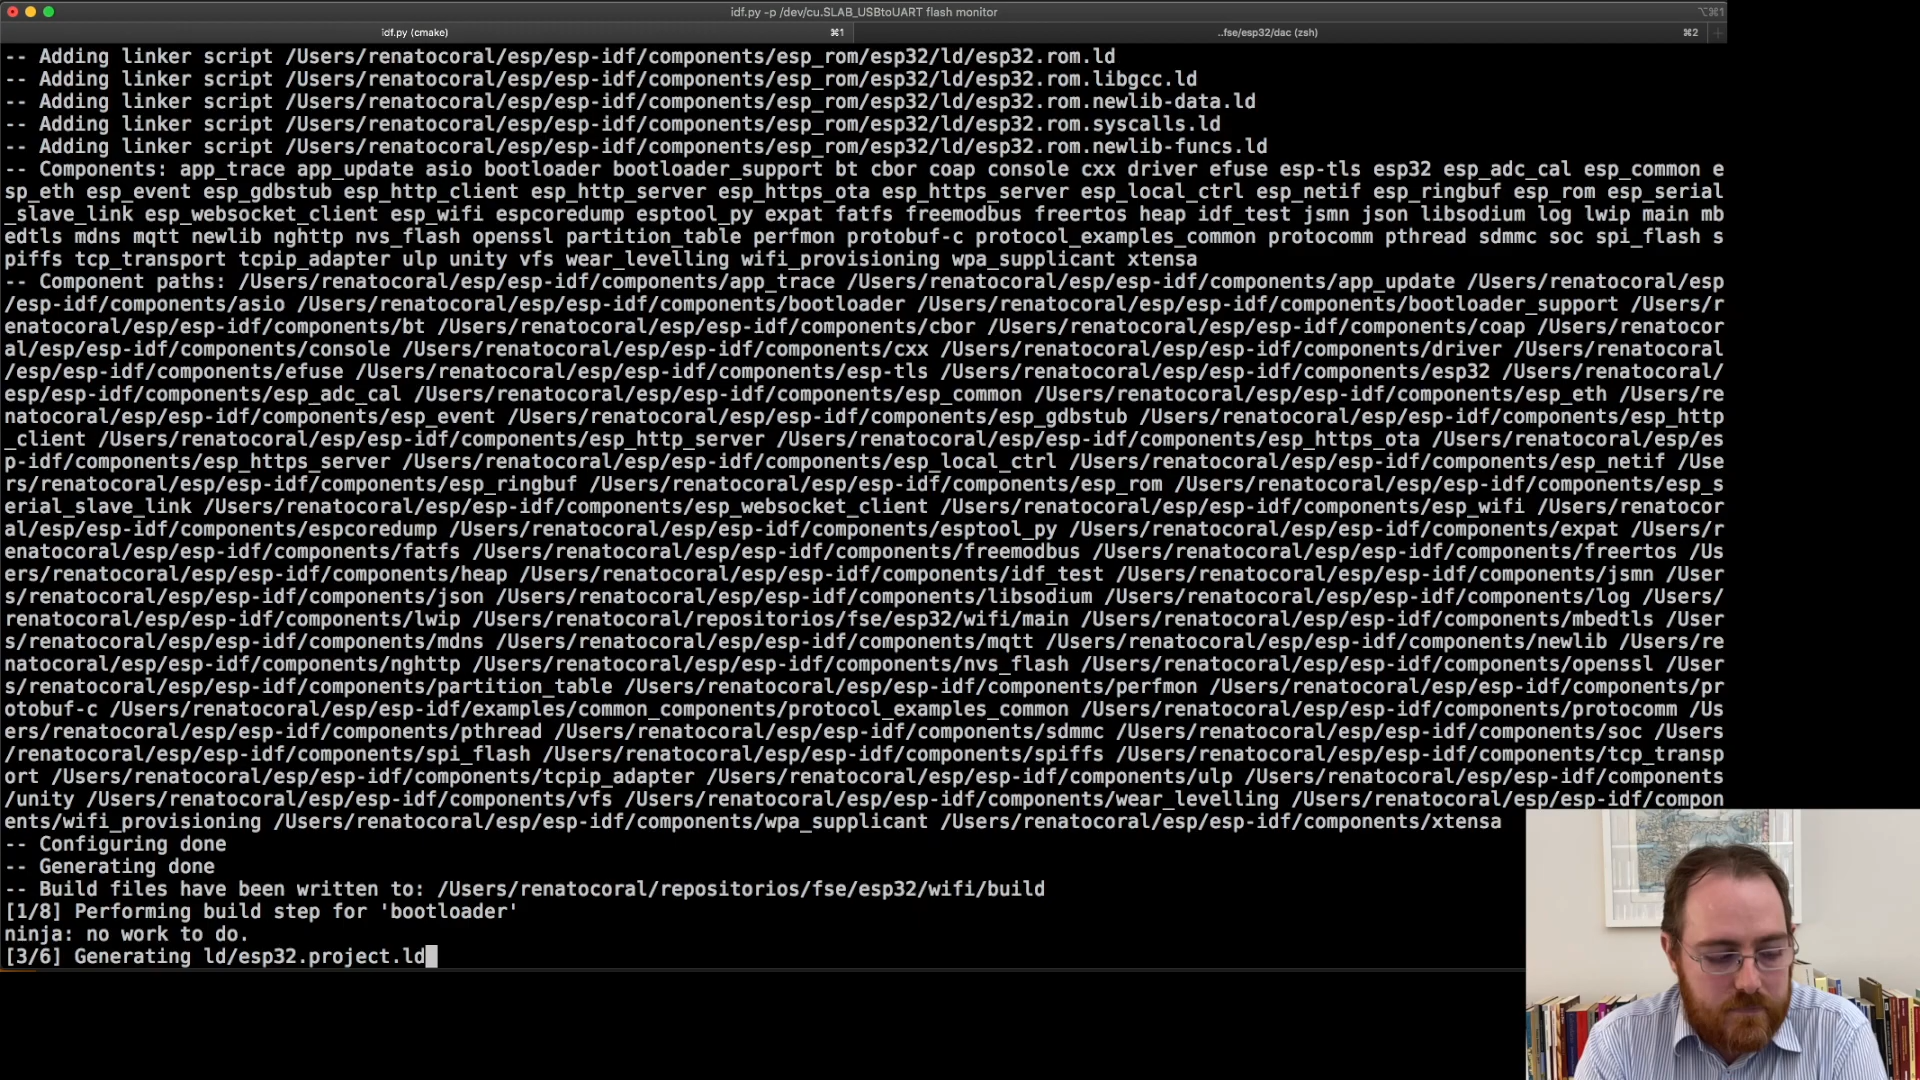 idf.py -p /dev/cu.SLAB_USBtoUART flash monitor
⌥⌘1
idf.py (cmake)
⌘1
..fse/esp32/dac (zsh)
⌘2
-- Adding linker script /Users/renatocoral/esp/esp-idf/components/esp_rom/esp32/ld/esp32.rom.ld
-- Adding linker script /Users/renatocoral/esp/esp-idf/components/esp_rom/esp32/ld/esp32.rom.libgcc.ld
-- Adding linker script /Users/renatocoral/esp/esp-idf/components/esp_rom/esp32/ld/esp32.rom.newlib-data.ld
-- Adding linker script /Users/renatocoral/esp/esp-idf/components/esp_rom/esp32/ld/esp32.rom.syscalls.ld
-- Adding linker script /Users/renatocoral/esp/esp-idf/components/esp_rom/esp32/ld/esp32.rom.newlib-funcs.ld
-- Components: app_trace app_update asio bootloader bootloader_support bt cbor coap console cxx driver efuse esp-tls esp32 esp_adc_cal esp_common e
sp_eth esp_event esp_gdbstub esp_http_client esp_http_server esp_https_ota esp_https_server esp_local_ctrl esp_netif esp_ringbuf esp_rom esp_serial
_slave_link esp_websocket_client esp_wifi espcoredump esptool_py expat fatfs freemodbus freertos heap idf_test jsmn json libsodium log lwip main mb
edtls mdns mqtt newlib nghttp nvs_flash openssl partition_table perfmon protobuf-c protocol_examples_common protocomm pthread sdmmc soc spi_flash s
piffs tcp_transport tcpip_adapter ulp unity vfs wear_levelling wifi_provisioning wpa_supplicant xtensa
-- Component paths: /Users/renatocoral/esp/esp-idf/components/app_trace /Users/renatocoral/esp/esp-idf/components/app_update /Users/renatocoral/esp
/esp-idf/components/asio /Users/renatocoral/esp/esp-idf/components/bootloader /Users/renatocoral/esp/esp-idf/components/bootloader_support /Users/r
enatocoral/esp/esp-idf/components/bt /Users/renatocoral/esp/esp-idf/components/cbor /Users/renatocoral/esp/esp-idf/components/coap /Users/renatocor
al/esp/esp-idf/components/console /Users/renatocoral/esp/esp-idf/components/cxx /Users/renatocoral/esp/esp-idf/components/driver /Users/renatocoral
/esp/esp-idf/components/efuse /Users/renatocoral/esp/esp-idf/components/esp-tls /Users/renatocoral/esp/esp-idf/components/esp32 /Users/renatocoral/
esp/esp-idf/components/esp_adc_cal /Users/renatocoral/esp/esp-idf/components/esp_common /Users/renatocoral/esp/esp-idf/components/esp_eth /Users/re
natocoral/esp/esp-idf/components/esp_event /Users/renatocoral/esp/esp-idf/components/esp_gdbstub /Users/renatocoral/esp/esp-idf/components/esp_http
_client /Users/renatocoral/esp/esp-idf/components/esp_http_server /Users/renatocoral/esp/esp-idf/components/esp_https_ota /Users/renatocoral/esp/es
p-idf/components/esp_https_server /Users/renatocoral/esp/esp-idf/components/esp_local_ctrl /Users/renatocoral/esp/esp-idf/components/esp_netif /Use
rs/renatocoral/esp/esp-idf/components/esp_ringbuf /Users/renatocoral/esp/esp-idf/components/esp_rom /Users/renatocoral/esp/esp-idf/components/esp_s
erial_slave_link /Users/renatocoral/esp/esp-idf/components/esp_websocket_client /Users/renatocoral/esp/esp-idf/components/esp_wifi /Users/renatocor
al/esp/esp-idf/components/espcoredump /Users/renatocoral/esp/esp-idf/components/esptool_py /Users/renatocoral/esp/esp-idf/components/expat /Users/r
enatocoral/esp/esp-idf/components/fatfs /Users/renatocoral/esp/esp-idf/components/freemodbus /Users/renatocoral/esp/esp-idf/components/freertos /Us
ers/renatocoral/esp/esp-idf/components/heap /Users/renatocoral/esp/esp-idf/components/idf_test /Users/renatocoral/esp/esp-idf/components/jsmn /User
s/renatocoral/esp/esp-idf/components/json /Users/renatocoral/esp/esp-idf/components/libsodium /Users/renatocoral/esp/esp-idf/components/log /Users/
renatocoral/esp/esp-idf/components/lwip /Users/renatocoral/repositorios/fse/esp32/wifi/main /Users/renatocoral/esp/esp-idf/components/mbedtls /User
s/renatocoral/esp/esp-idf/components/mdns /Users/renatocoral/esp/esp-idf/components/mqtt /Users/renatocoral/esp/esp-idf/components/newlib /Users/re
natocoral/esp/esp-idf/components/nghttp /Users/renatocoral/esp/esp-idf/components/nvs_flash /Users/renatocoral/esp/esp-idf/components/openssl /User
s/renatocoral/esp/esp-idf/components/partition_table /Users/renatocoral/esp/esp-idf/components/perfmon /Users/renatocoral/esp/esp-idf/components/pr
otobuf-c /Users/renatocoral/esp/esp-idf/examples/common_components/protocol_examples_common /Users/renatocoral/esp/esp-idf/components/protocomm /Us
ers/renatocoral/esp/esp-idf/components/pthread /Users/renatocoral/esp/esp-idf/components/sdmmc /Users/renatocoral/esp/esp-idf/components/soc /Users
/renatocoral/esp/esp-idf/components/spi_flash /Users/renatocoral/esp/esp-idf/components/spiffs /Users/renatocoral/esp/esp-idf/components/tcp_transp
ort /Users/renatocoral/esp/esp-idf/components/tcpip_adapter /Users/renatocoral/esp/esp-idf/components/ulp /Users/renatocoral/esp/esp-idf/components
/unity /Users/renatocoral/esp/esp-idf/components/vfs /Users/renatocoral/esp/esp-idf/components/wear_levelling /Users/renatocoral/esp/esp-idf/compon
ents/wifi_provisioning /Users/renatocoral/esp/esp-idf/components/wpa_supplicant /Users/renatocoral/esp/esp-idf/components/xtensa
-- Configuring done
-- Generating done
-- Build files have been written to: /Users/renatocoral/repositorios/fse/esp32/wifi/build
[1/8] Performing build step for 'bootloader'
ninja: no work to do.
[3/6] Generating ld/esp32.project.ld